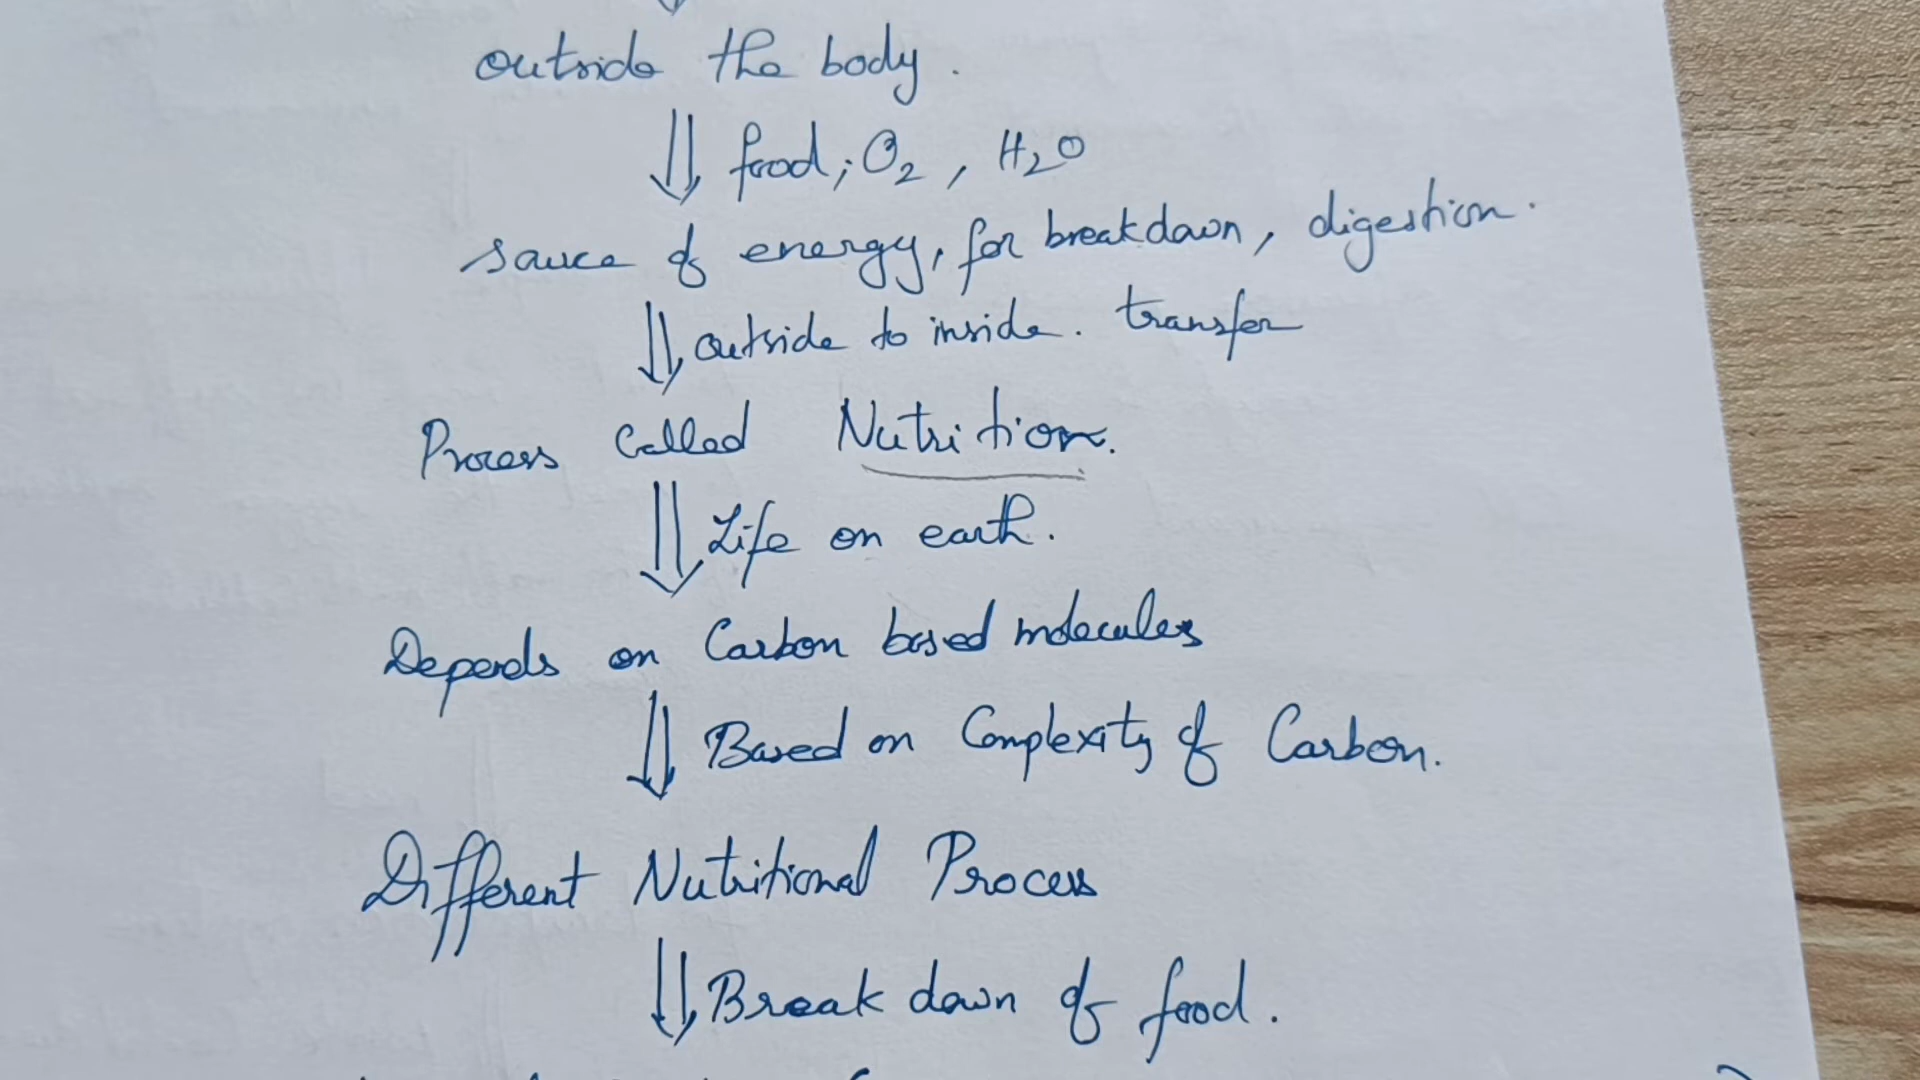 outside the body.
food; O₂, H₂O
source of energy, for breakdown, digestion.
outside to inside. transfer
Process called Nutrition.
Life on earth.
Depends on Carbon based molecules
Based on Complexity of Carbon.
Different Nutritional Process
Break down of food.